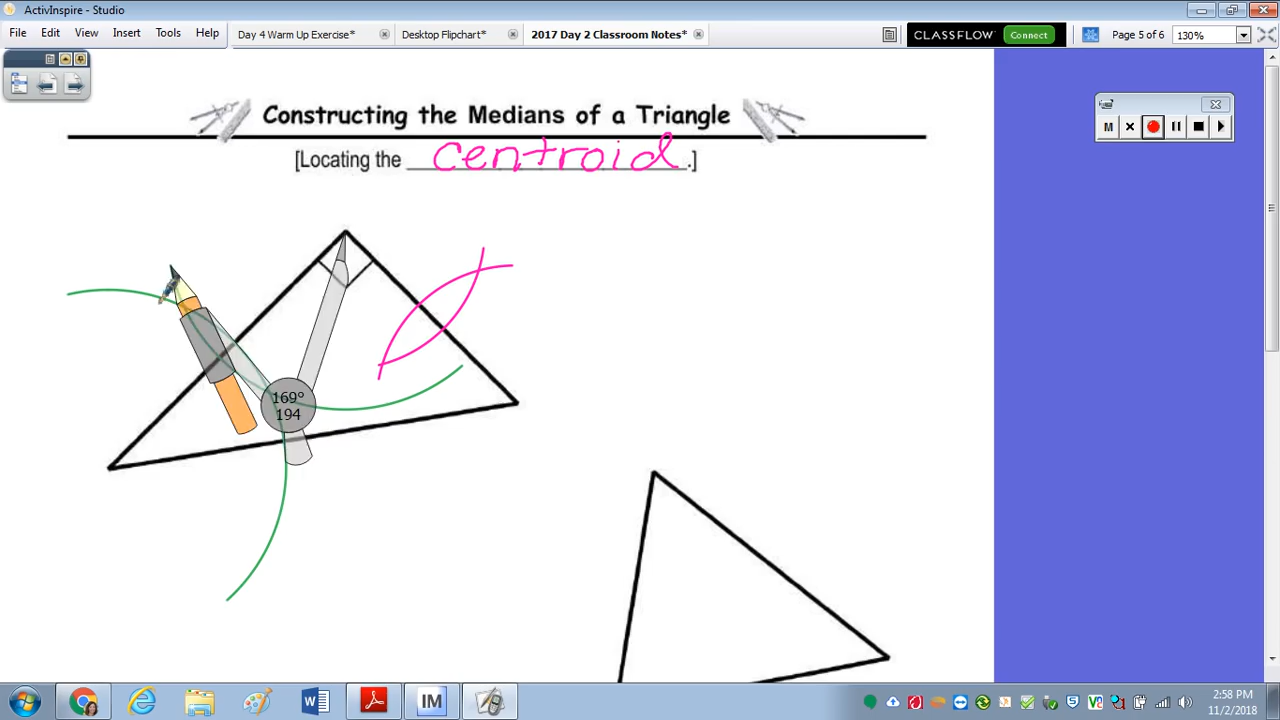 ActivInspire - Studio
File Edit View Insert Tools Help
Day 4 Warm Up Exercise*
Desktop Flipchart*
2017 Day 2 Classroom Notes*
CLASSFLOW Connect
Page 5 of 6
130%
Constructing the Medians of a Triangle
[Locating the centroid.]
M
169°
194
W
IM
2:58 PM
11/2/2018